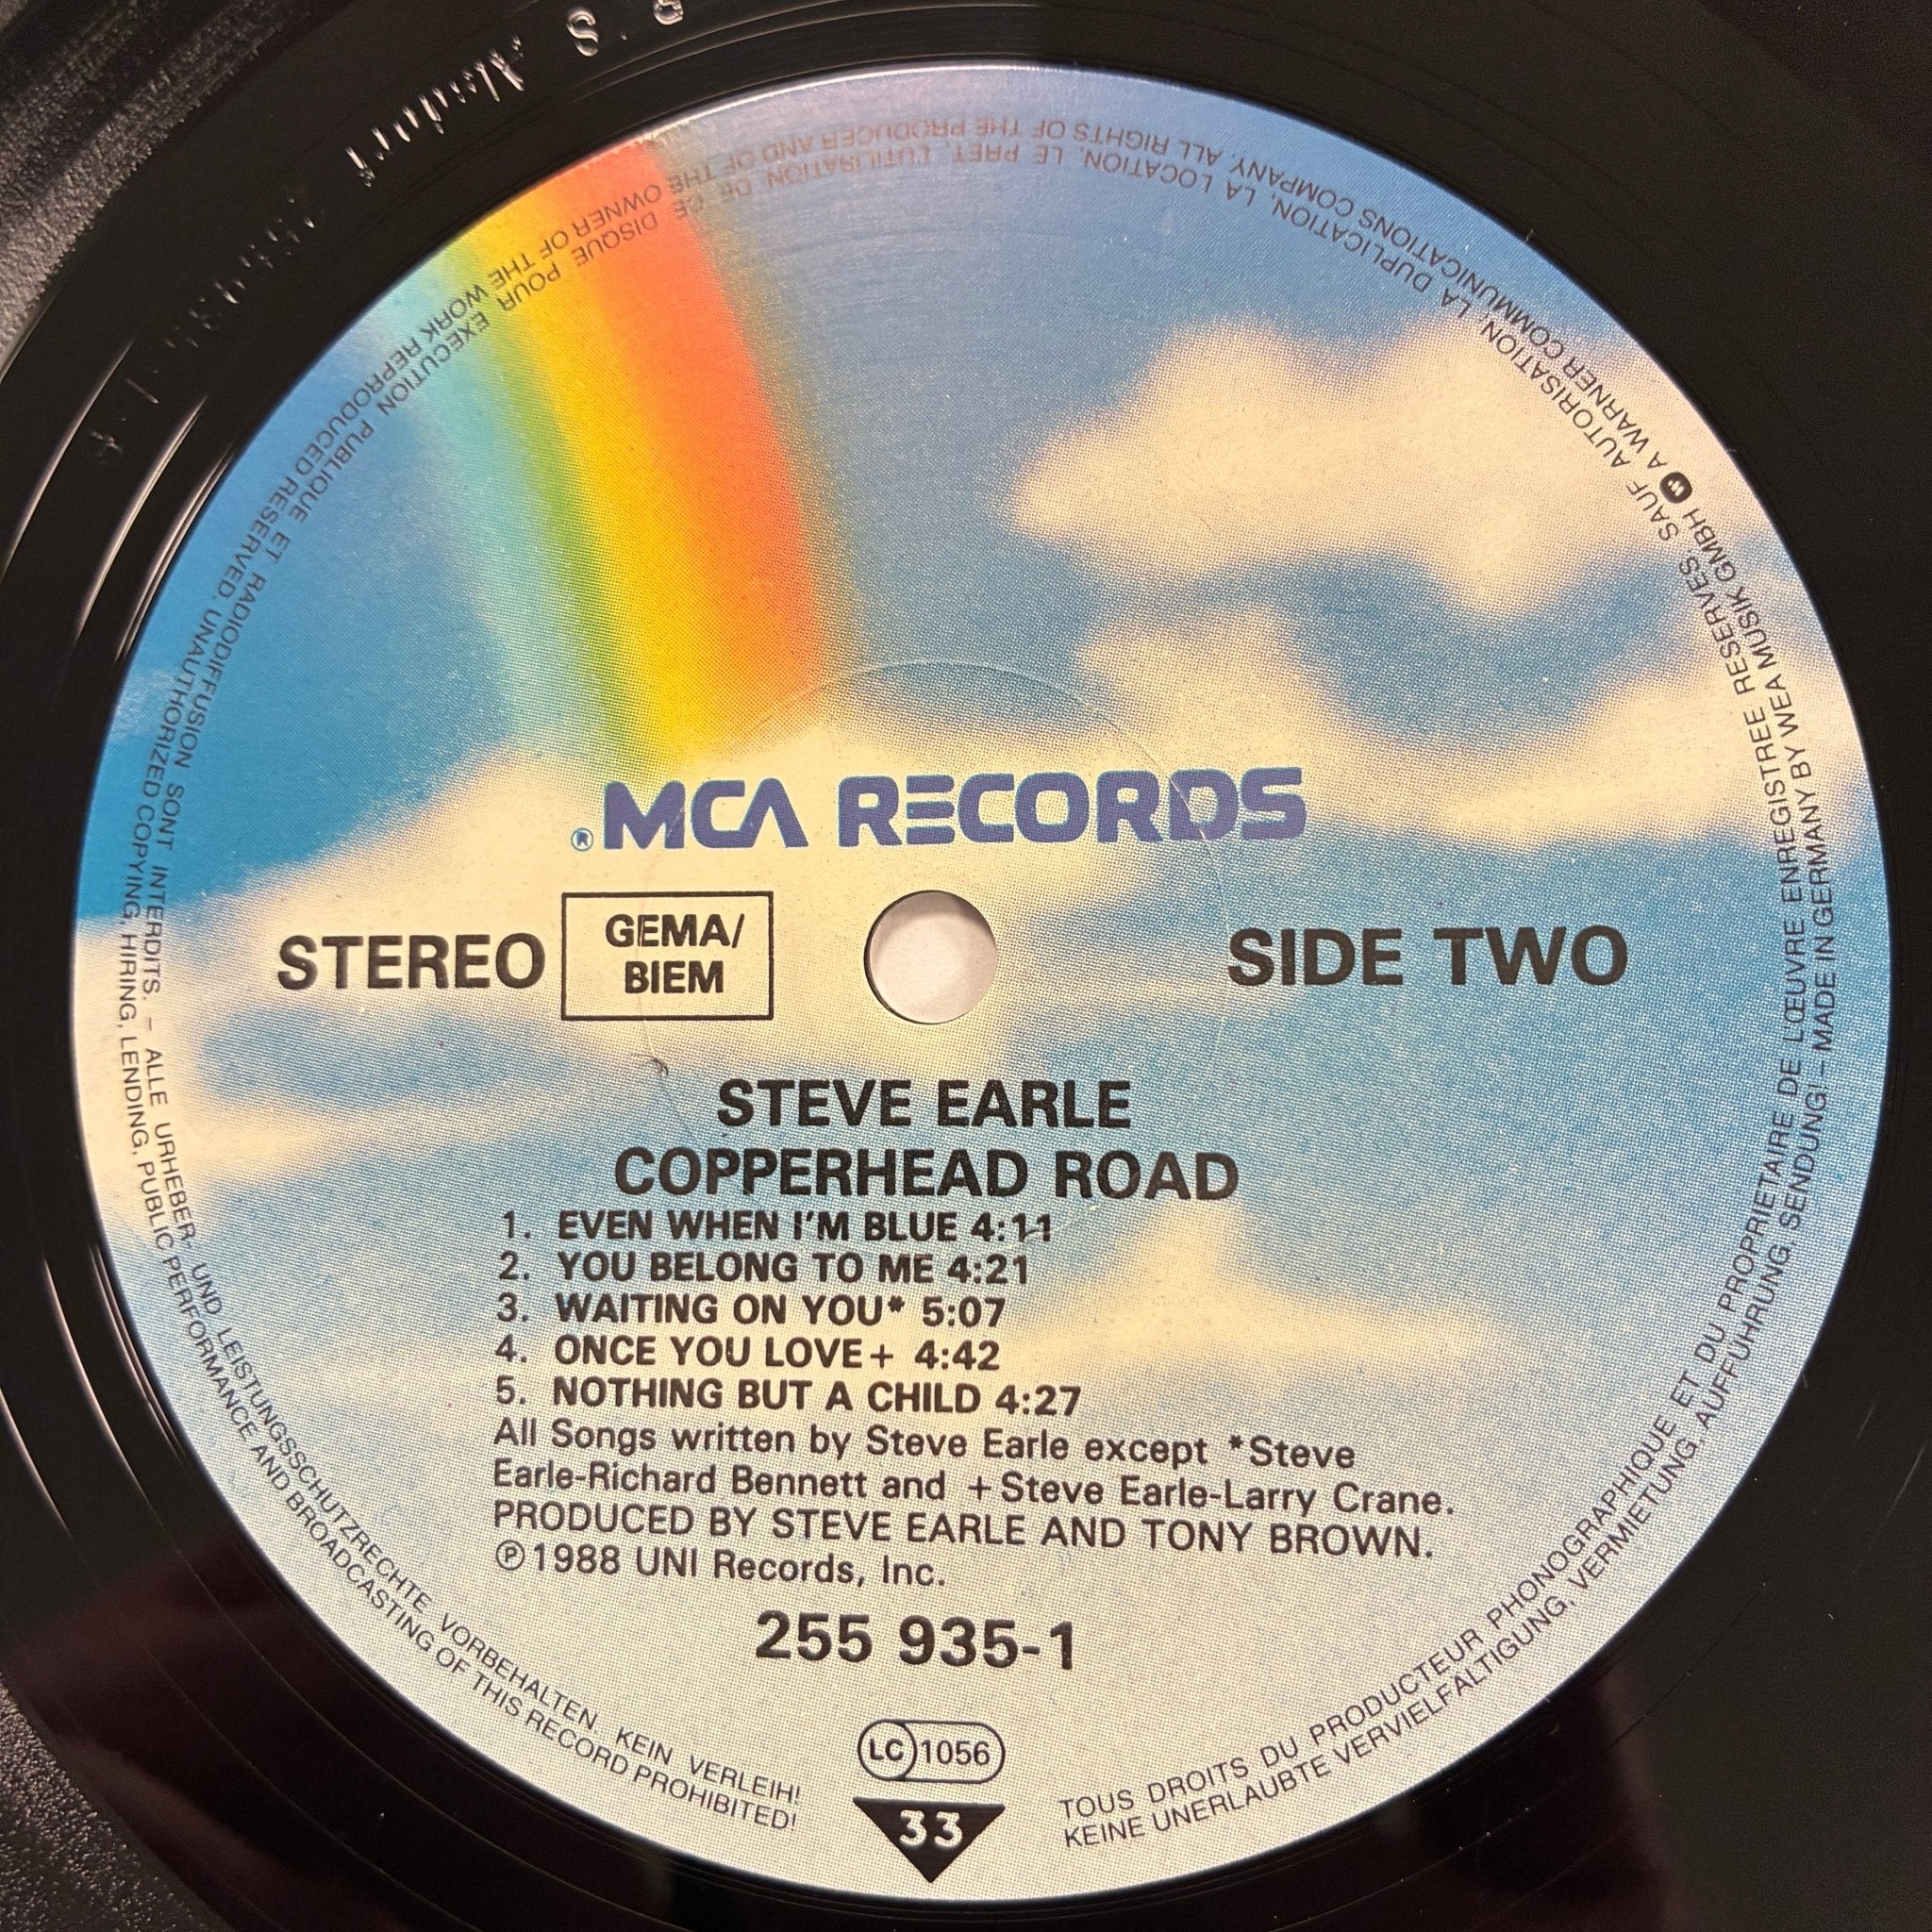 ® MCA RECORDS
STEREO
GEMA/
BIEM
SIDE TWO
STEVE EARLE
COPPERHEAD ROAD
1. EVEN WHEN I'M BLUE 4:11
2. YOU BELONG TO ME 4:21
3. WAITING ON YOU* 5:07
4. ONCE YOU LOVE+ 4:42
5. NOTHING BUT A CHILD 4:27
All Songs written by Steve Earle except *Steve
Earle-Richard Bennett and +Steve Earle-Larry Crane.
PRODUCED BY STEVE EARLE AND TONY BROWN.
℗1988 UNI Records, Inc.
255 935-1
LC 1056
33
TOUS DROITS DU PRODUCTEUR PHONOGRAPHIQUE ET DU PROPRIETAIRE DE L'ŒUVRE ENREGISTREE RESERVES. SAUF AUTORISATION, LA DUPLICATION, LA LOCATION, LE PRET, L'UTILISATION DE CE DISQUE POUR EXECUTION PUBLIQUE ET RADIODIFFUSION SONT INTERDITS. – ALLE URHEBER- UND LEISTUNGSSCHUTZRECHTE VORBEHALTEN. KEIN VERLEIH!
KEINE UNERLAUBTE VERVIELFÄLTIGUNG, VERMIETUNG, AUFFÜHRUNG, SENDUNG! – MADE IN GERMANY BY WEA MUSIK GMBH A WARNER COMMUNICATIONS COMPANY. ALL RIGHTS OF THE PRODUCER AND OF THE OWNER OF THE WORK REPRODUCED RESERVED. UNAUTHORIZED COPYING, HIRING, LENDING, PUBLIC PERFORMANCE AND BROADCASTING OF THIS RECORD PROHIBITED!